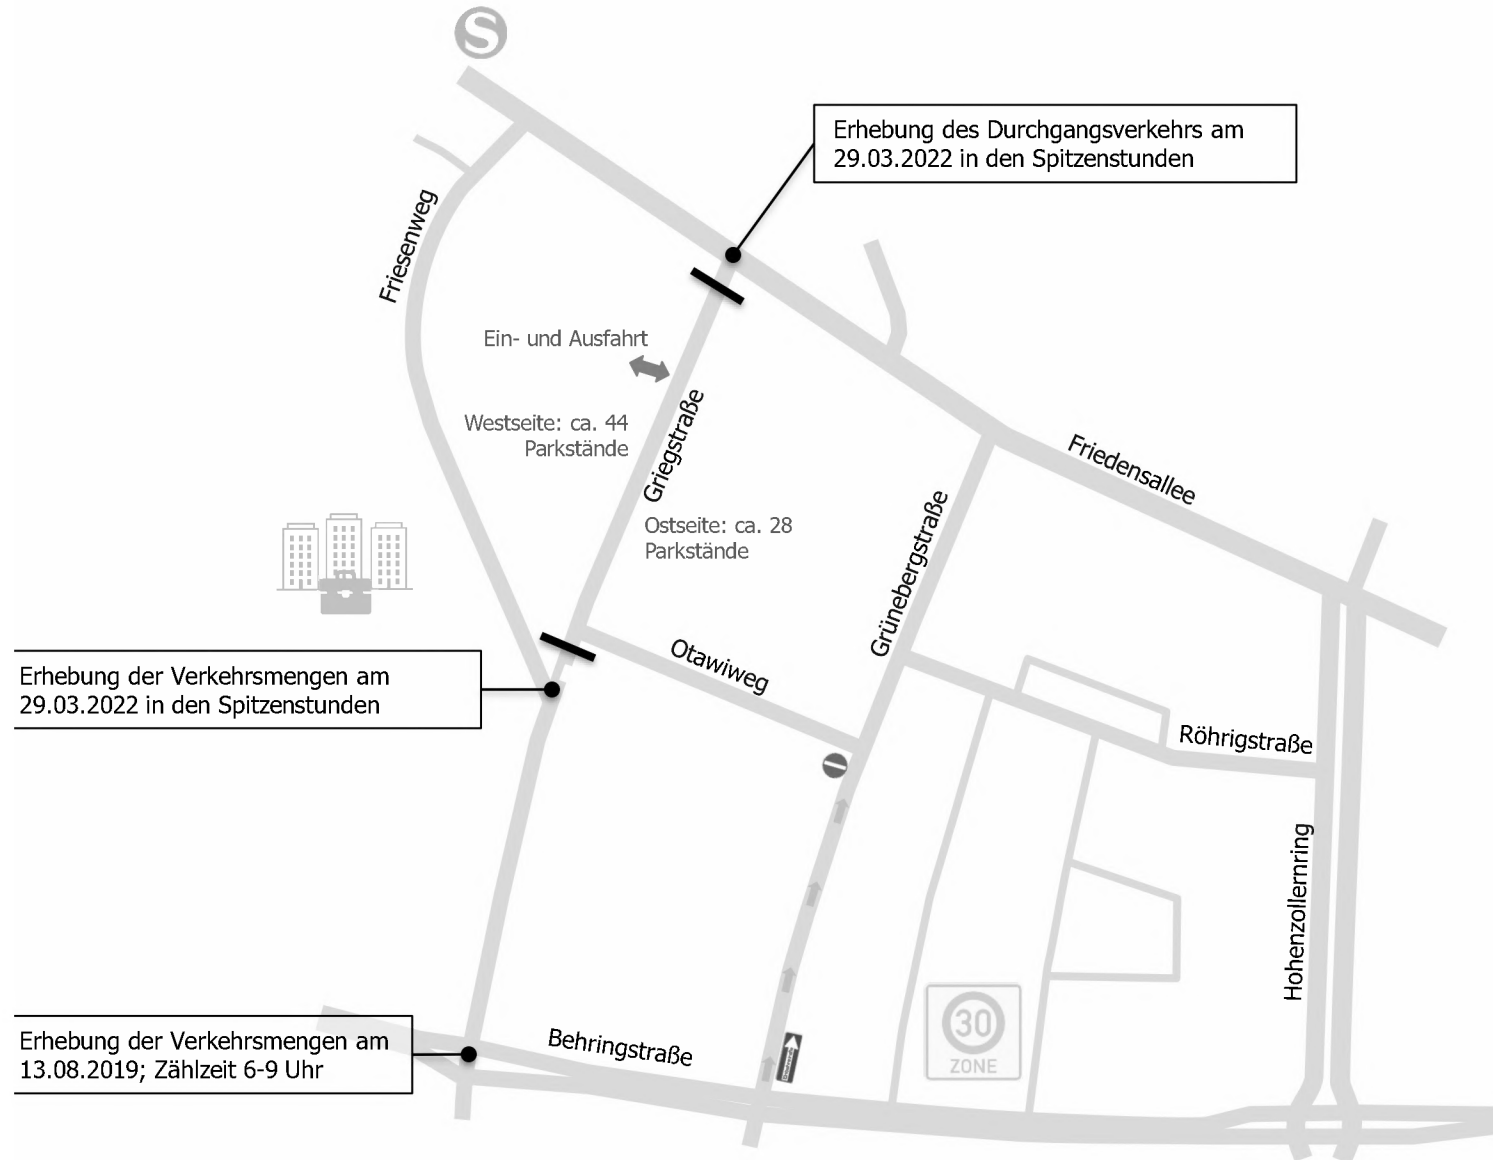 S
Erhebung des Durchgangsverkehrs am
29.03.2022 in den Spitzenstunden
Friesenweg
Ein- und Ausfahrt
Westseite: ca. 44
Parkstände
Griegstraße
Friedensallee
Ostseite: ca. 28
Parkstände
Grünebergstraße
Otawiweg
Erhebung der Verkehrsmengen am
29.03.2022 in den Spitzenstunden
Röhrigstraße
Hohenzollernring
30
ZONE
Behringstraße
Erhebung der Verkehrsmengen am
13.08.2019; Zählzeit 6-9 Uhr